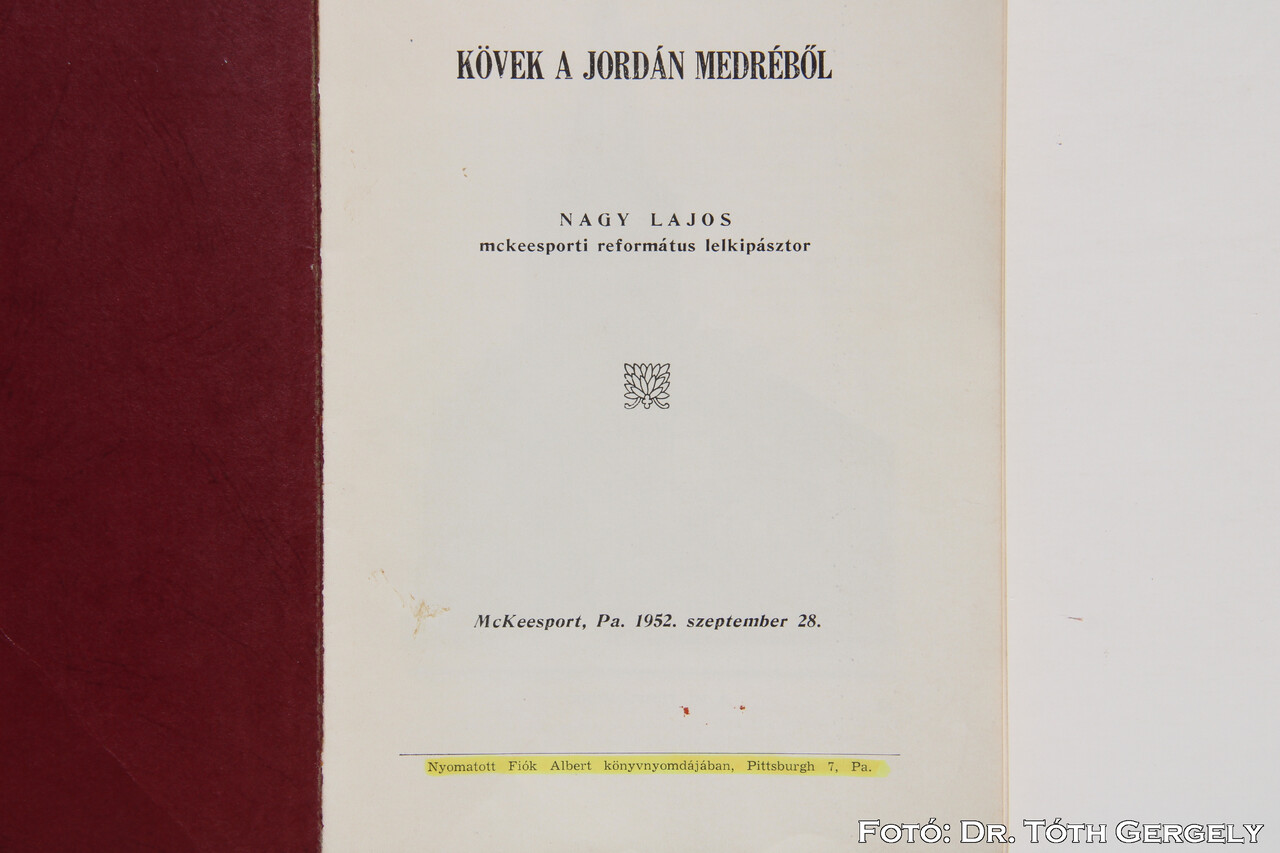 KÖVEK A JORDÁN MEDRÉBŐL
NAGY LAJOS
mckeesporti református lelkipásztor
McKeesport, Pa. 1952. szeptember 28.
Nyomatott Fiók Albert könyvnyomdájában, Pittsburgh 7, Pa.
Fotó: Dr. Tóth Gergely